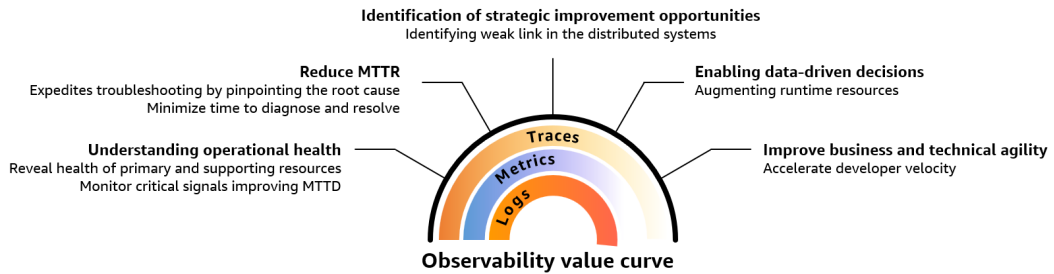 Identification of strategic improvement opportunities
Identifying weak link in the distributed systems
Reduce MTTR
Expedites troubleshooting by pinpointing the root cause
Minimize time to diagnose and resolve
Enabling data-driven decisions
Augmenting runtime resources
Understanding operational health
Reveal health of primary and supporting resources
Monitor critical signals improving MTTD
Improve business and technical agility
Accelerate developer velocity
Traces
Metrics
Logs
Observability value curve